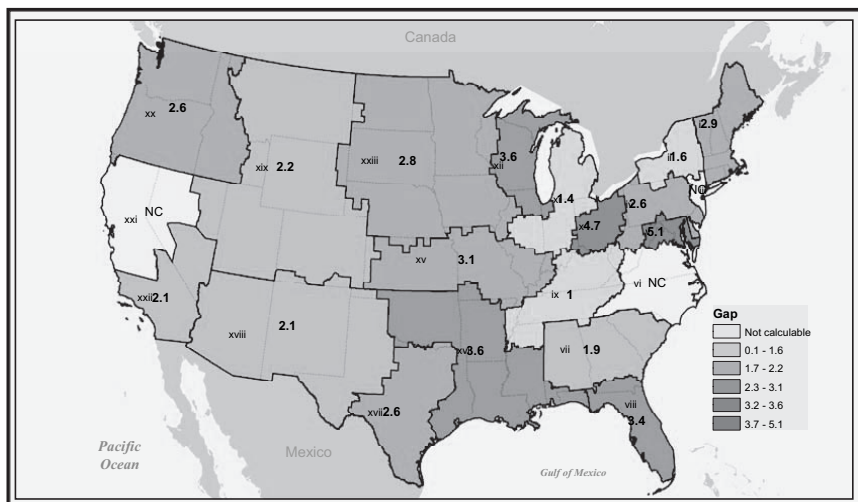 Canada
xx 2.6
xix 2.2
xxiii 2.8
xii
3.6
2.9
1.6
NC
xxi
NC
1.4
2.6
4.7
5.1
xv 3.1
ix 1
vi NC
xxii 2.1
xviii 2.1
3.6
vii 1.9
xvii 2.6
viii
3.4
Gap
Not calculable
0.1 - 1.6
1.7 - 2.2
2.3 - 3.1
3.2 - 3.6
3.7 - 5.1
Pacific
Ocean
Mexico
Gulf of Mexico